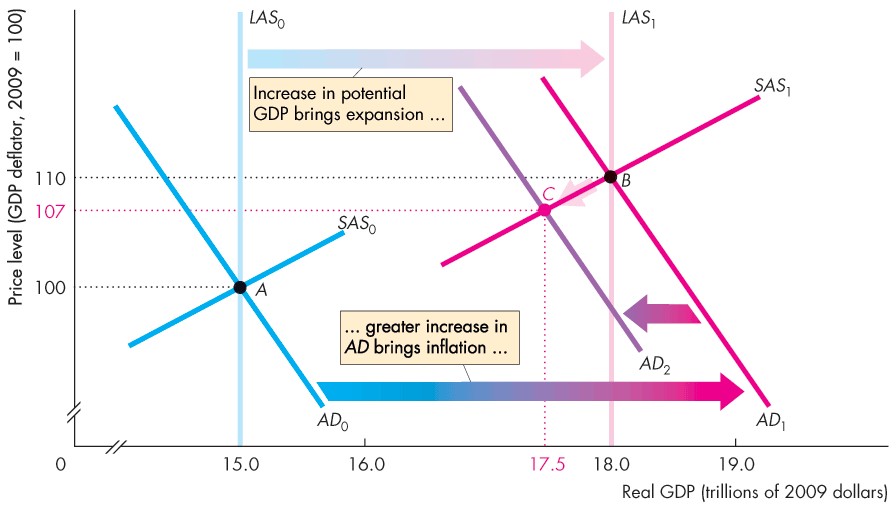 LAS₀
LAS₁
Price level (GDP deflator, 2009 = 100)
Increase in potential
GDP brings expansion ...
SAS₁
110
B
C
107
SAS₀
100
A
... greater increase in
AD brings inflation ...
AD₂
AD₀
AD₁
0
15.0
16.0
17.5
18.0
19.0
Real GDP (trillions of 2009 dollars)